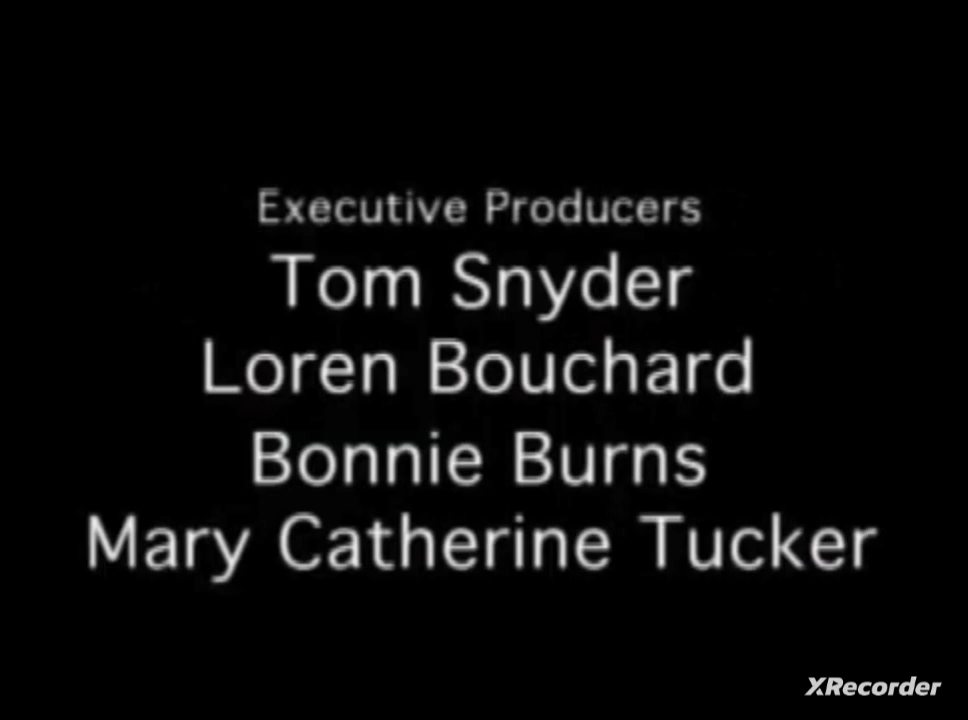 Executive Producers
Tom Snyder
Loren Bouchard
Bonnie Burns
Mary Catherine Tucker
XRecorder